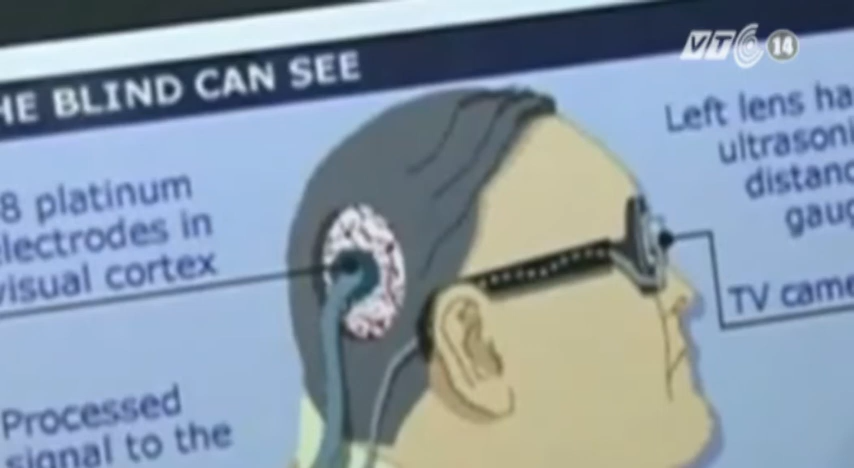 HE BLIND CAN SEE
VTC 14
8 platinum
electrodes in
visual cortex
Left lens ha
ultrasoni
distanc
gaug
TV came
Processed
signal to the